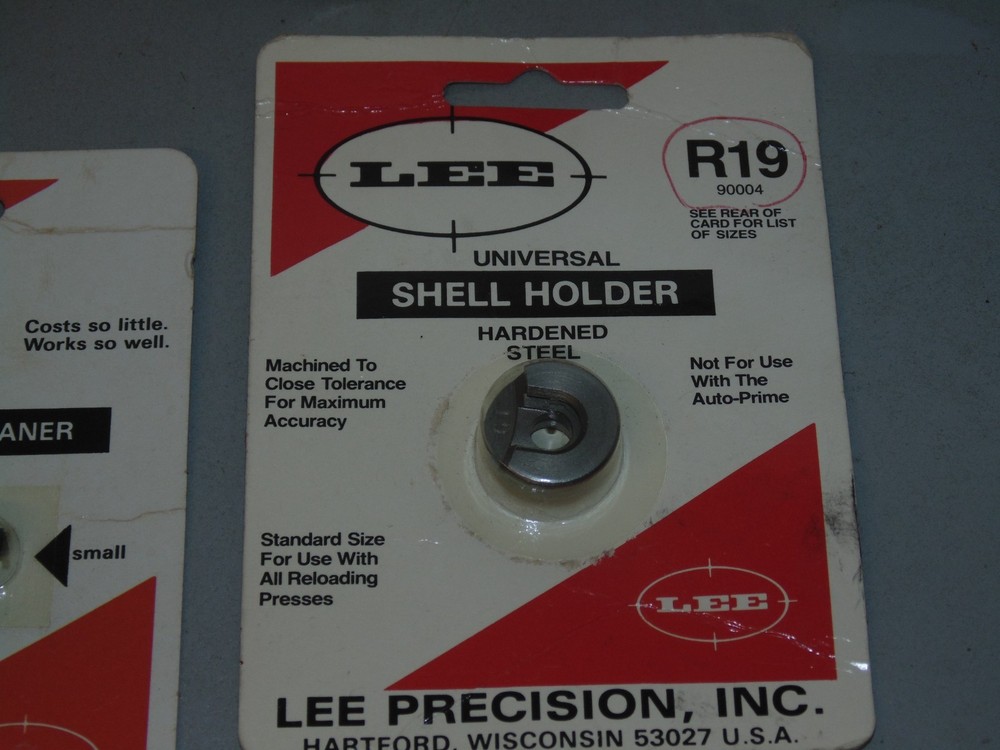 Costs so little.
Works so well.
ANER
small
LEE
R19
90004
SEE REAR OF
CARD FOR LIST
OF SIZES
UNIVERSAL
SHELL HOLDER
HARDENED
STEEL
Machined To
Close Tolerance
For Maximum
Accuracy
Not For Use
With The
Auto-Prime
19
Standard Size
For Use With
All Reloading
Presses
LEE
LEE PRECISION, INC.
HARTFORD, WISCONSIN 53027 U.S.A.